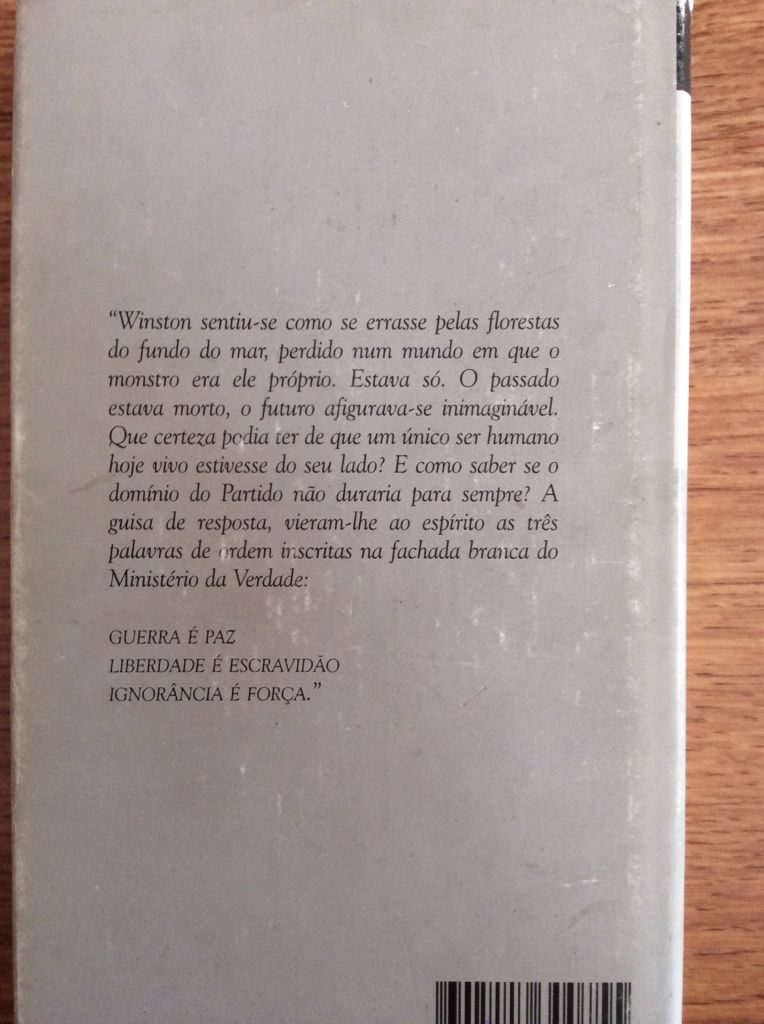 “Winston sentiu-se como se errasse pelas florestas
do fundo do mar, perdido num mundo em que o
monstro era ele próprio. Estava só. O passado
estava morto, o futuro afigurava-se inimaginável.
Que certeza podia ter de que um único ser humano
hoje vivo estivesse do seu lado? E como saber se o
domínio do Partido não duraria para sempre? A
guisa de resposta, vieram-lhe ao espírito as três
palavras de ordem inscritas na fachada branca do
Ministério da Verdade:
GUERRA É PAZ
LIBERDADE É ESCRAVIDÃO
IGNORÂNCIA É FORÇA.”